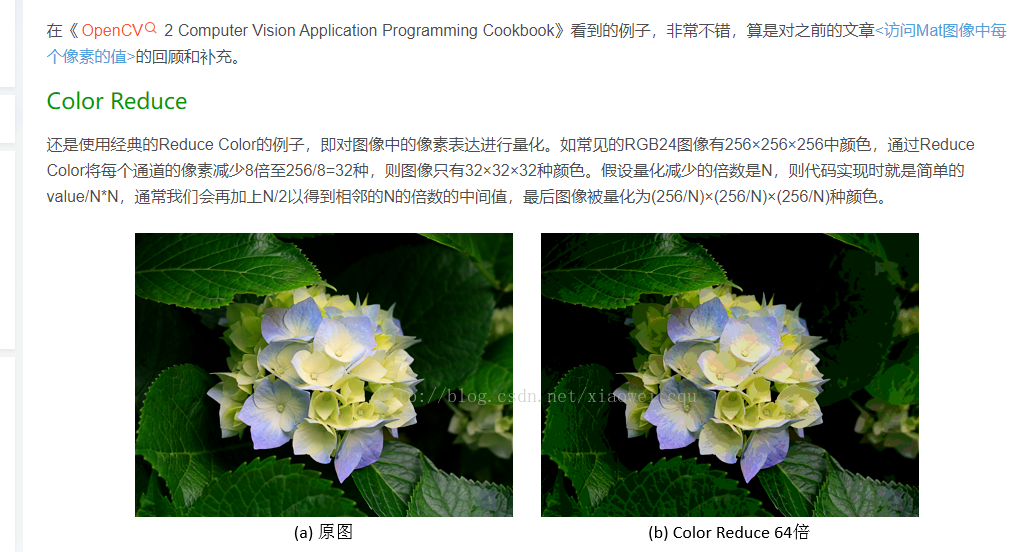 在《 OpenCV 2 Computer Vision Application Programming Cookbook》看到的例子，非常不错，算是对之前的文章<访问Mat图像中每
个像素的值>的回顾和补充。
Color Reduce
还是使用经典的Reduce Color的例子，即对图像中的像素表达进行量化。如常见的RGB24图像有256×256×256中颜色，通过Reduce
Color将每个通道的像素减少8倍至256/8=32种，则图像只有32×32×32种颜色。假设量化减少的倍数是N，则代码实现时就是简单的
value/N*N，通常我们会再加上N/2以得到相邻的N的倍数的中间值，最后图像被量化为(256/N)×(256/N)×(256/N)种颜色。
(a) 原图
(b) Color Reduce 64倍